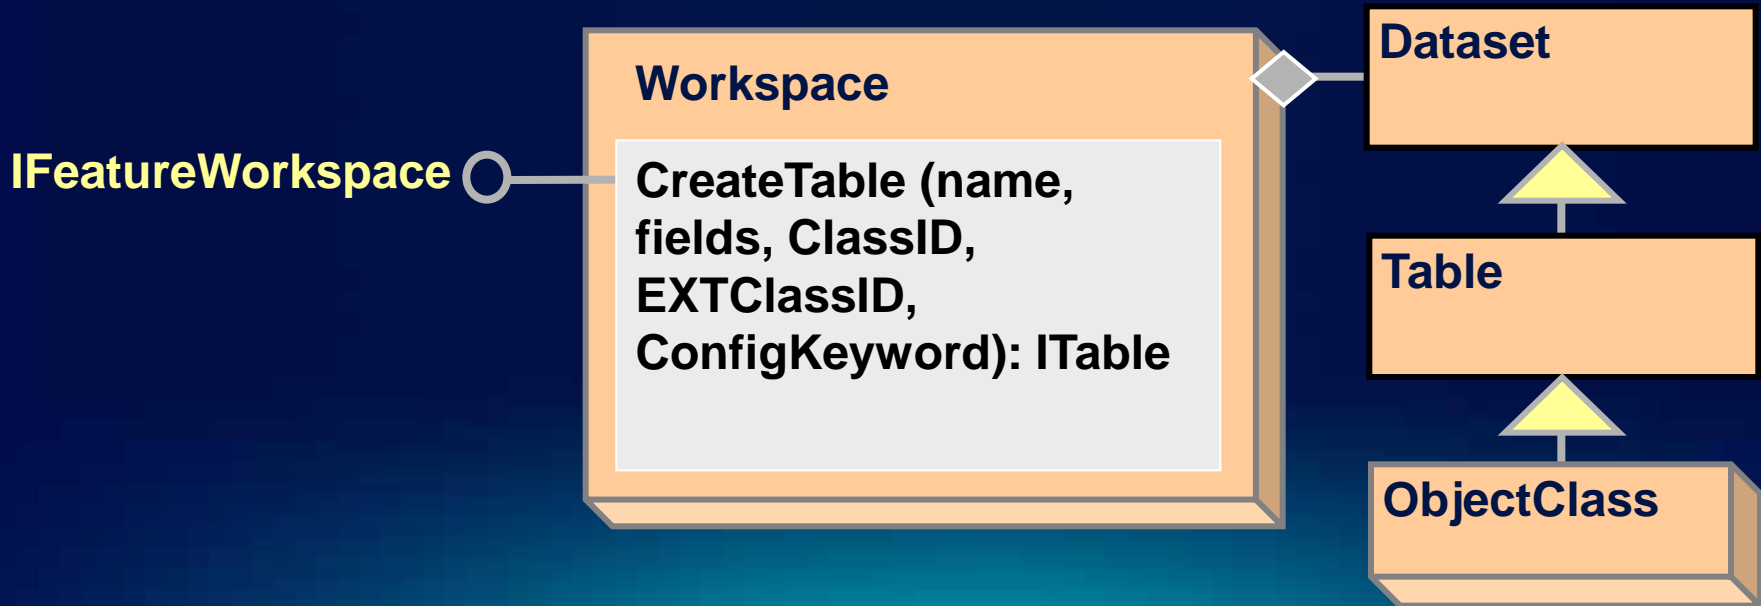 Workspace
IFeatureWorkspace
CreateTable (name,
fields, ClassID,
EXTClassID,
ConfigKeyword): ITable
Dataset
Table
ObjectClass